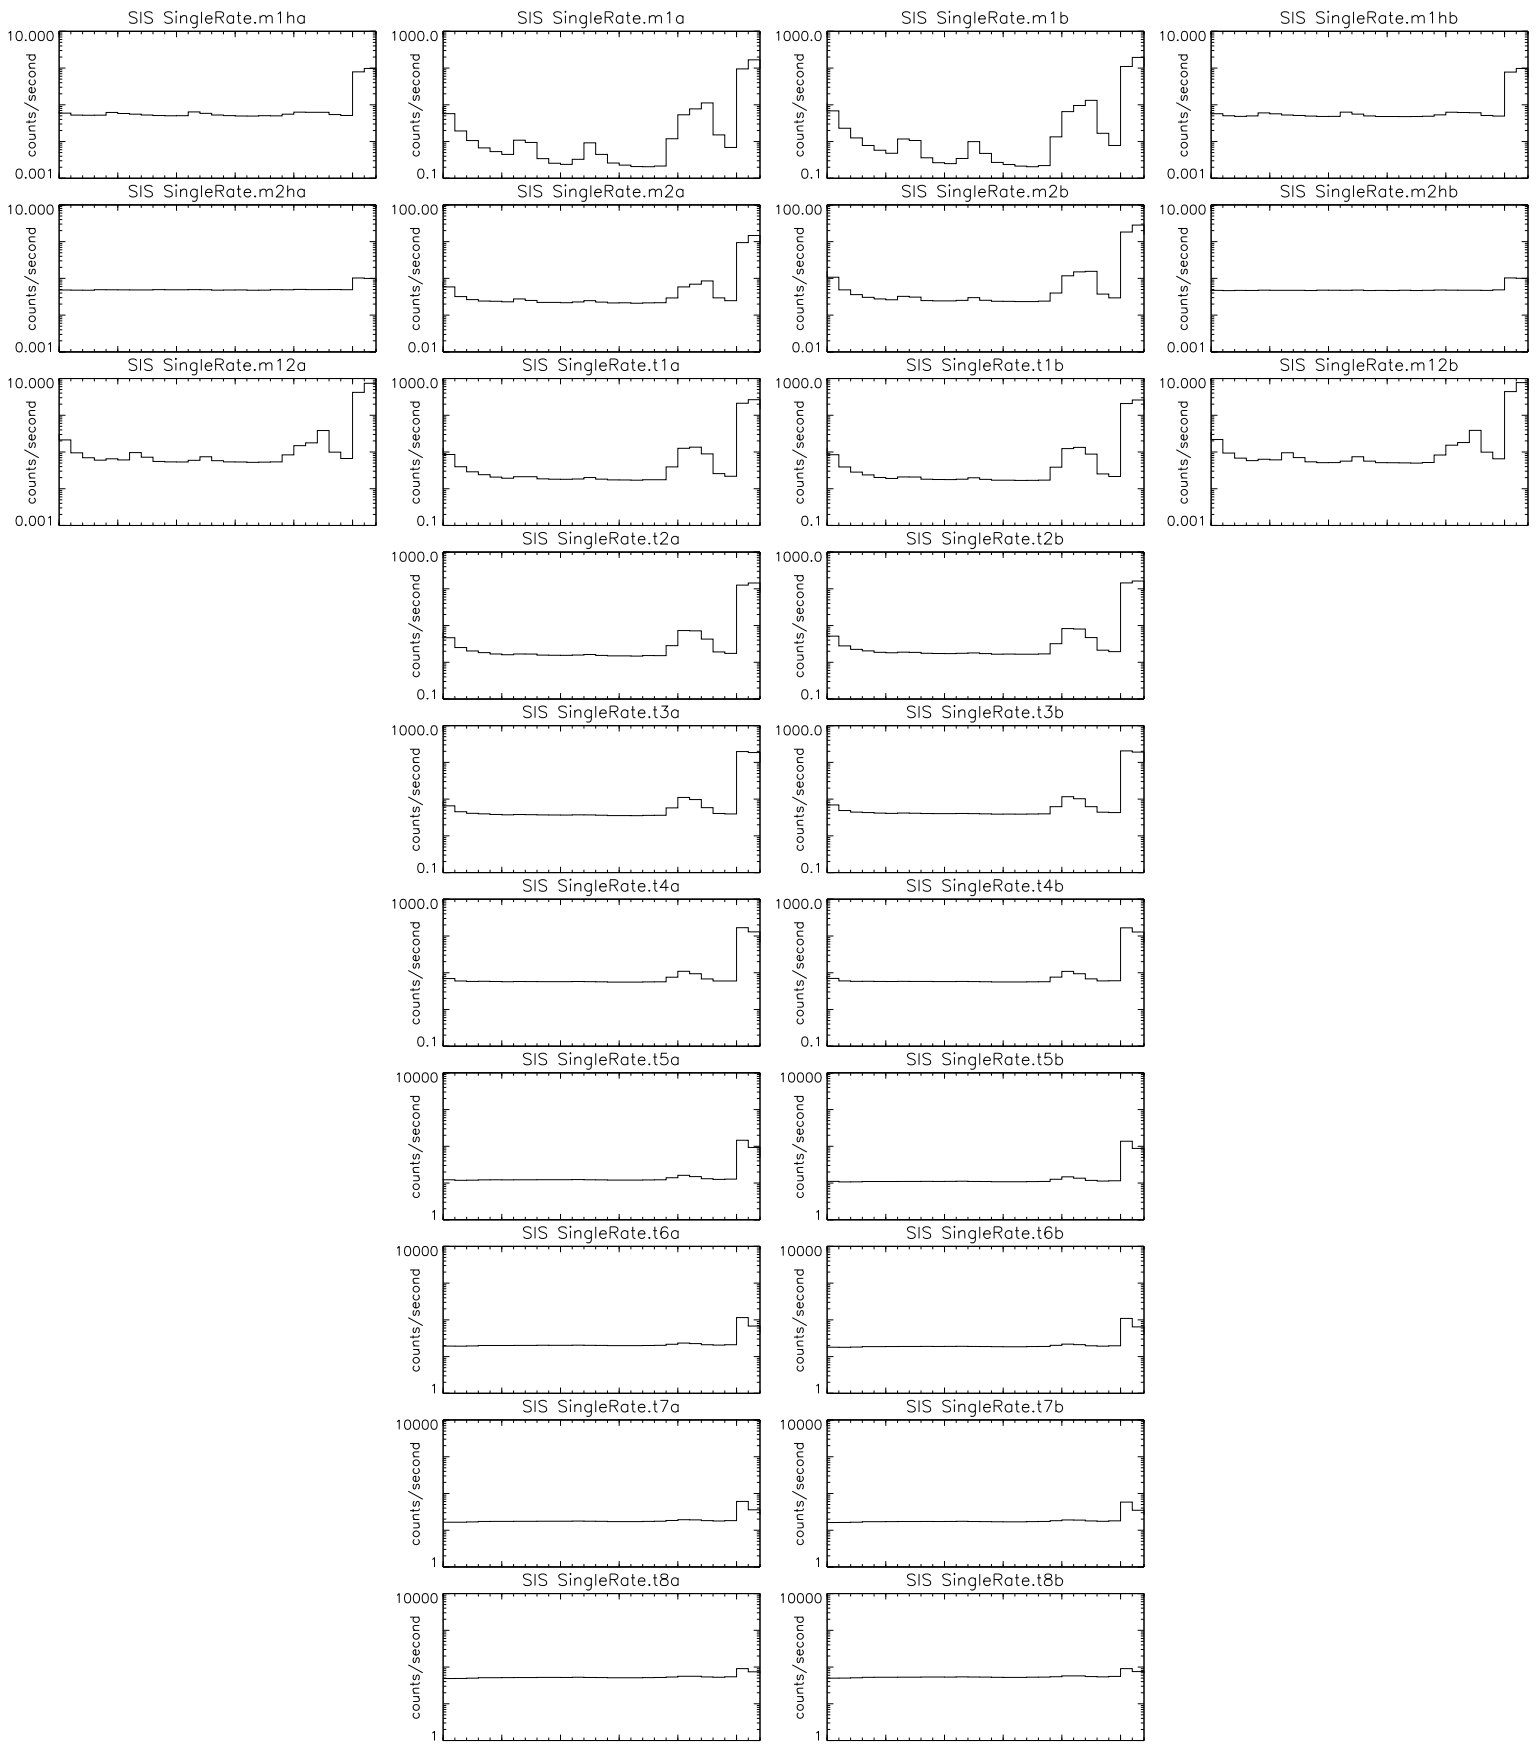 SIS SingleRate.m1ha SIS SingleRate.m1a SIS SingleRate.m1b SIS SingleRate.m1hb
10.000 1000.0 1000.0 10.000
counts/second counts/second counts/second counts/second
0.001 0.1 0.1 0.001
SIS SingleRate.m2ha SIS SingleRate.m2a SIS SingleRate.m2b SIS SingleRate.m2hb
10.000 100.00 100.00 10.000
counts/second counts/second counts/second counts/second
0.001 0.01 0.01 0.001
SIS SingleRate.m12a SIS SingleRate.t1a SIS SingleRate.t1b SIS SingleRate.m12b
10.000 1000.0 1000.0 10.000
counts/second counts/second counts/second counts/second
0.001 0.1 0.1 0.001
SIS SingleRate.t2a SIS SingleRate.t2b
1000.0 1000.0
counts/second counts/second
0.1 0.1
SIS SingleRate.t3a SIS SingleRate.t3b
1000.0 1000.0
counts/second counts/second
0.1 0.1
SIS SingleRate.t4a SIS SingleRate.t4b
1000.0 1000.0
counts/second counts/second
0.1 0.1
SIS SingleRate.t5a SIS SingleRate.t5b
10000 10000
counts/second counts/second
1 1
SIS SingleRate.t6a SIS SingleRate.t6b
10000 10000
counts/second counts/second
1 1
SIS SingleRate.t7a SIS SingleRate.t7b
10000 10000
counts/second counts/second
1 1
SIS SingleRate.t8a SIS SingleRate.t8b
10000 10000
counts/second counts/second
1 1